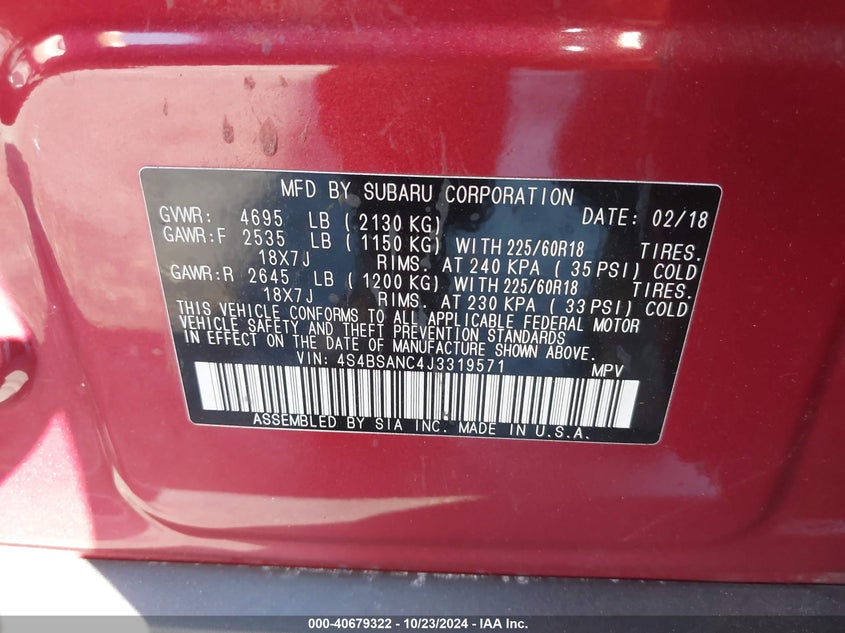 MFD BY SUBARU CORPORATION
GVWR: 4695 LB (2130 KG) DATE: 02/18
GAWR:F 2535 LB (1150 KG) WITH 225/60R18 TIRES.
18X7J RIMS. AT 240 KPA (35 PSI) COLD
GAWR:R 2645 LB (1200 KG) WITH 225/60R18 TIRES.
18X7J RIMS. AT 230 KPA (33 PSI) COLD
THIS VEHICLE CONFORMS TO ALL APPLICABLE FEDERAL MOTOR
VEHICLE SAFETY AND THEFT PREVENTION STANDARDS
IN EFFECT ON THE DATE OF MANUFACTURE SHOWN ABOVE.
VIN: 4S4BSANC4J3319571 MPV
ASSEMBLED BY SIA INC. MADE IN U.S.A.
000-40679322 - 10/23/2024 - IAA Inc.